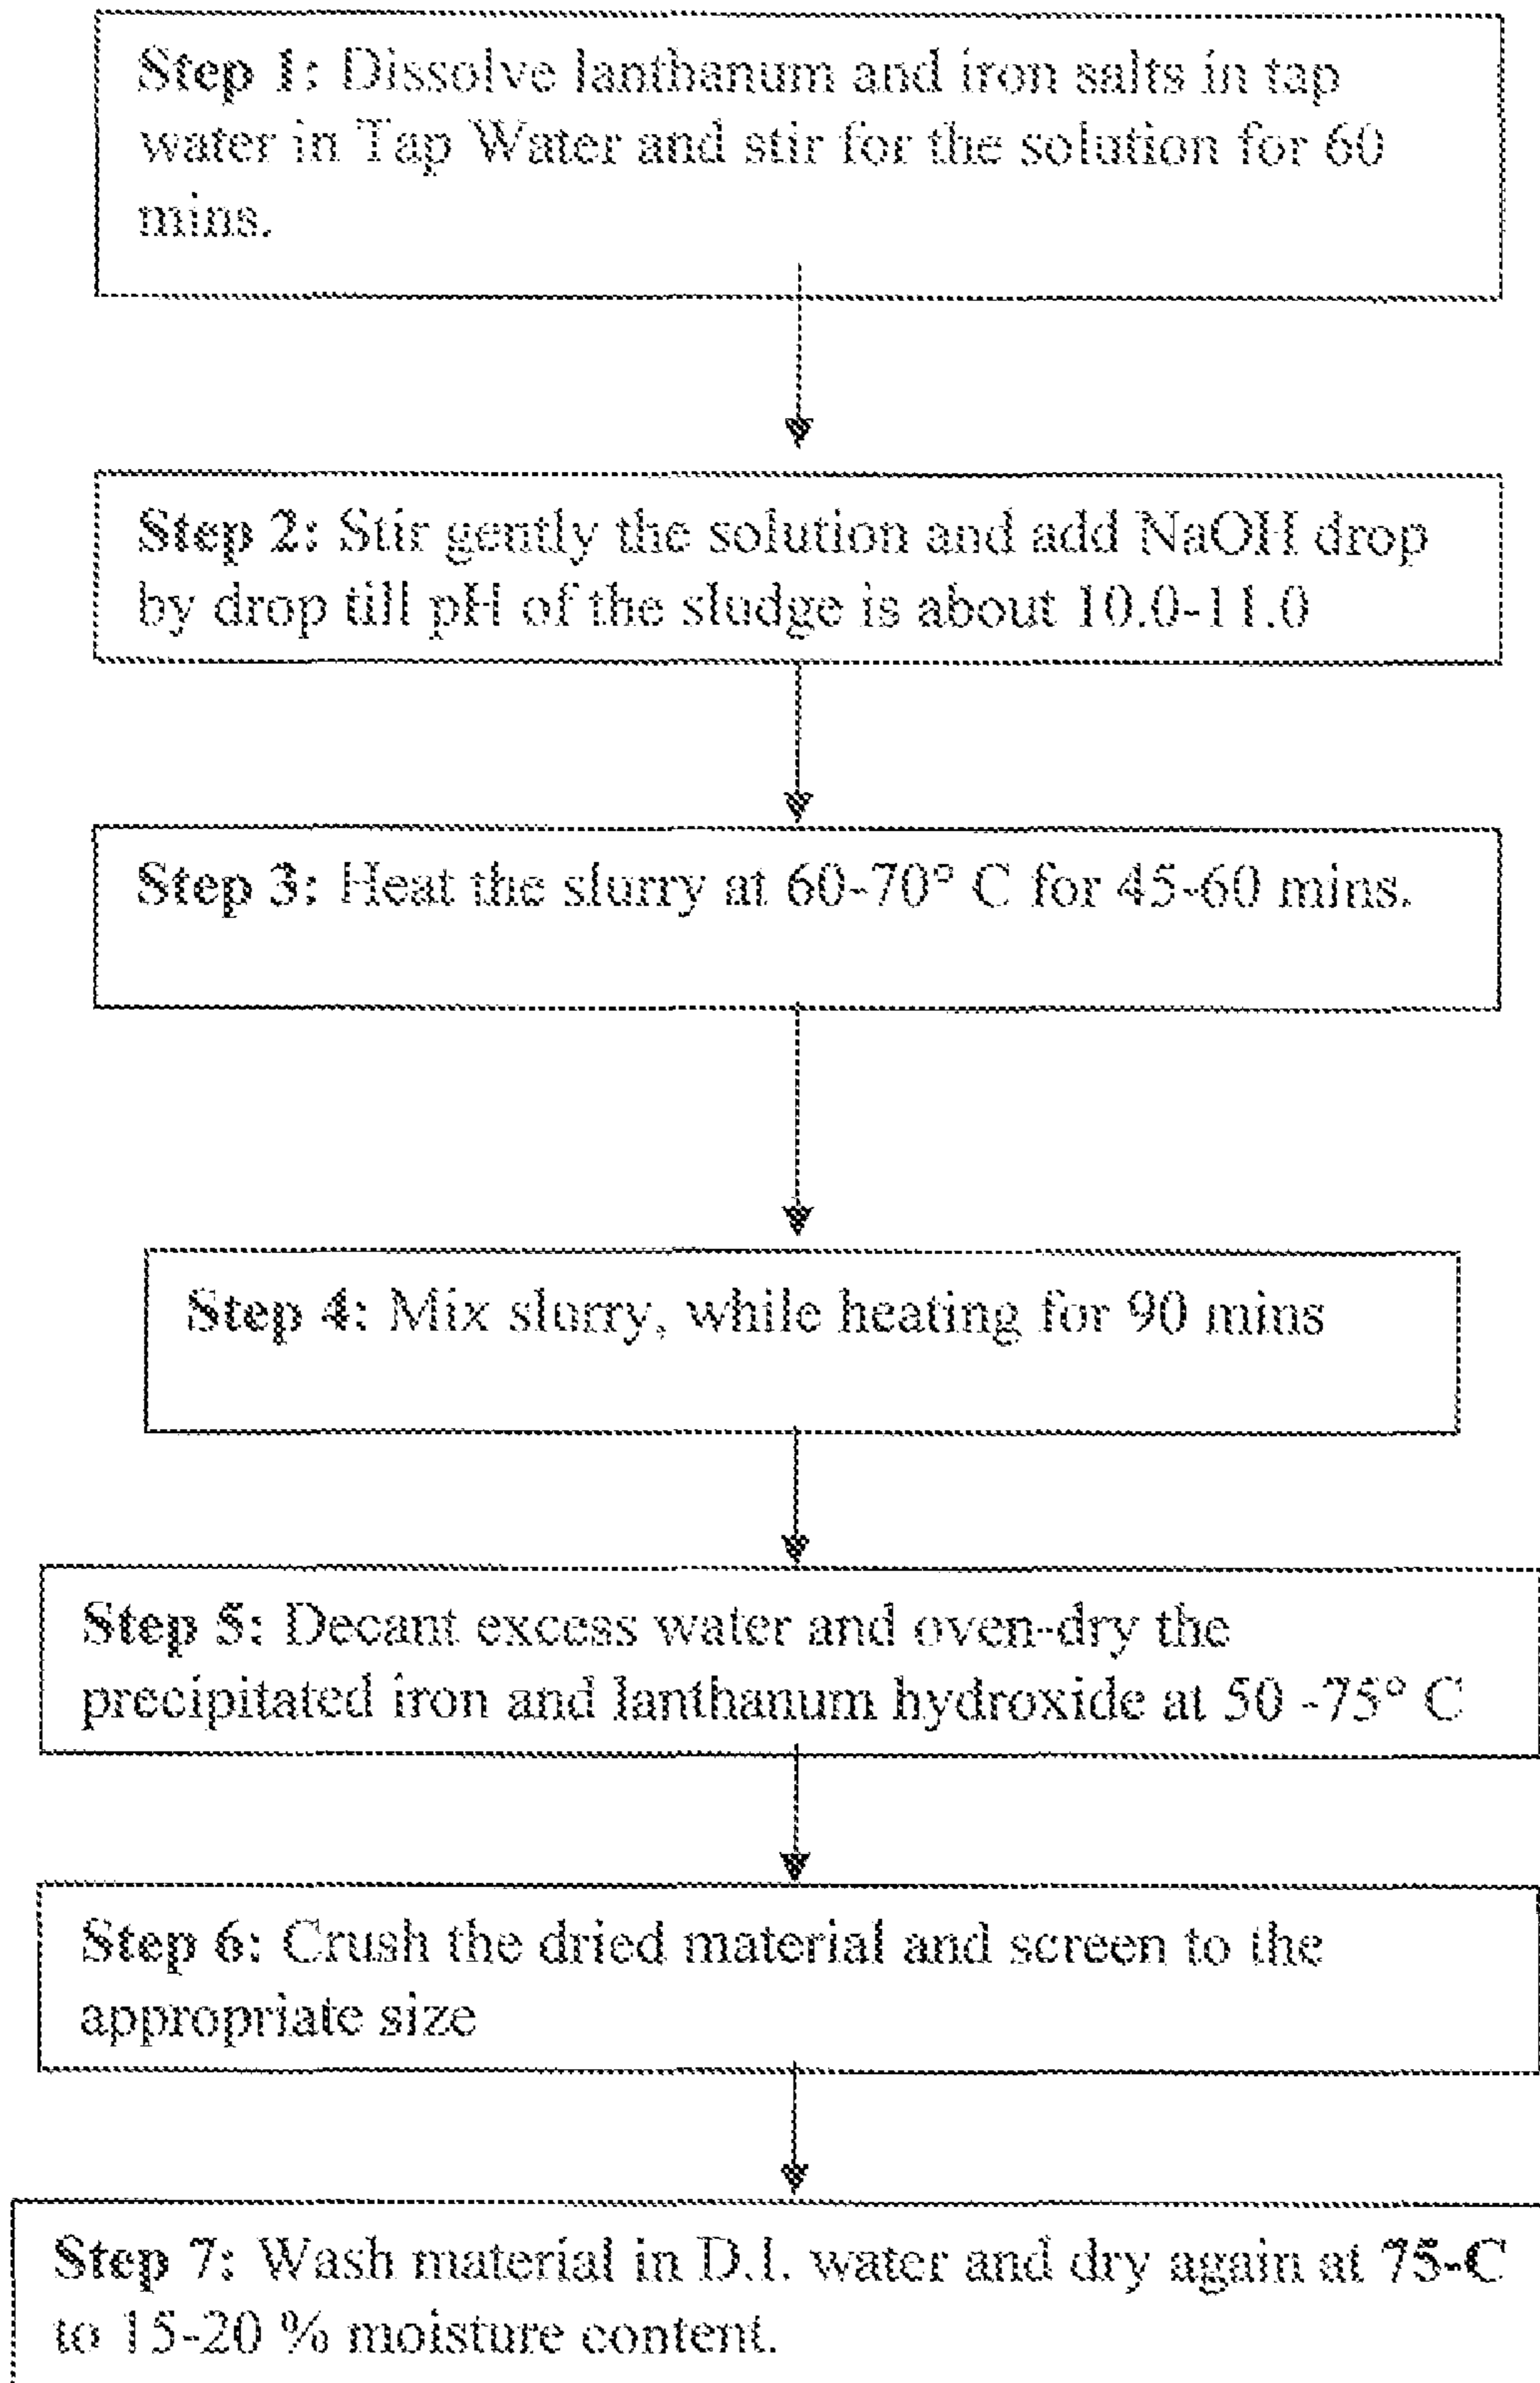 Step 1: Dissolve lanthanum and iron salts in tap
water in Tap Water and stir for the solution for 60
mins.
Step 2: Stir gently the solution and add NaOH drop
by drop till pH of the sludge is about 10.0-11.0
Step 3: Heat the slurry at 60-70° C for 45-60 mins.
Step 4: Mix slurry, while heating for 90 mins
Step 5: Decant excess water and oven-dry the
precipitated iron and lanthanum hydroxide at 50 -75° C
Step 6: Crush the dried material and screen to the
appropriate size
Step 7: Wash material in D.I. water and dry again at 75-C
to 15-20 % moisture content.